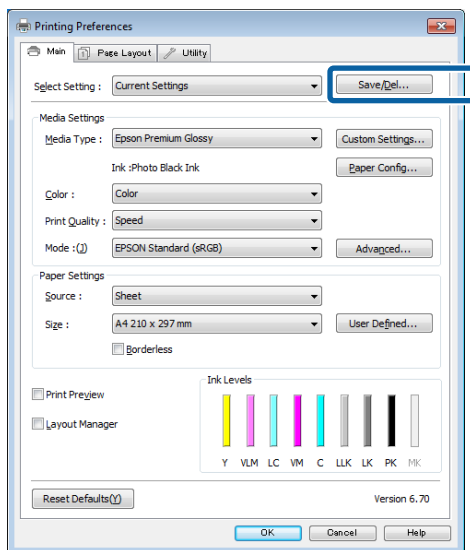 Printing Preferences
Main Page Layout Utility
Select Setting : Current Settings Save/Del...
Media Settings
Media Type : Epson Premium Glossy Custom Settings...
Ink :Photo Black Ink Paper Config...
Color : Color
Print Quality : Speed
Mode :(J) EPSON Standard (sRGB) Advanced...
Paper Settings
Source : Sheet
Size : A4 210 x 297 mm User Defined...
Borderless
Ink Levels
Print Preview
Layout Manager
Y VLM LC VM C LLK LK PK MK
Reset Defaults(Y) Version 6.70
OK Cancel Help